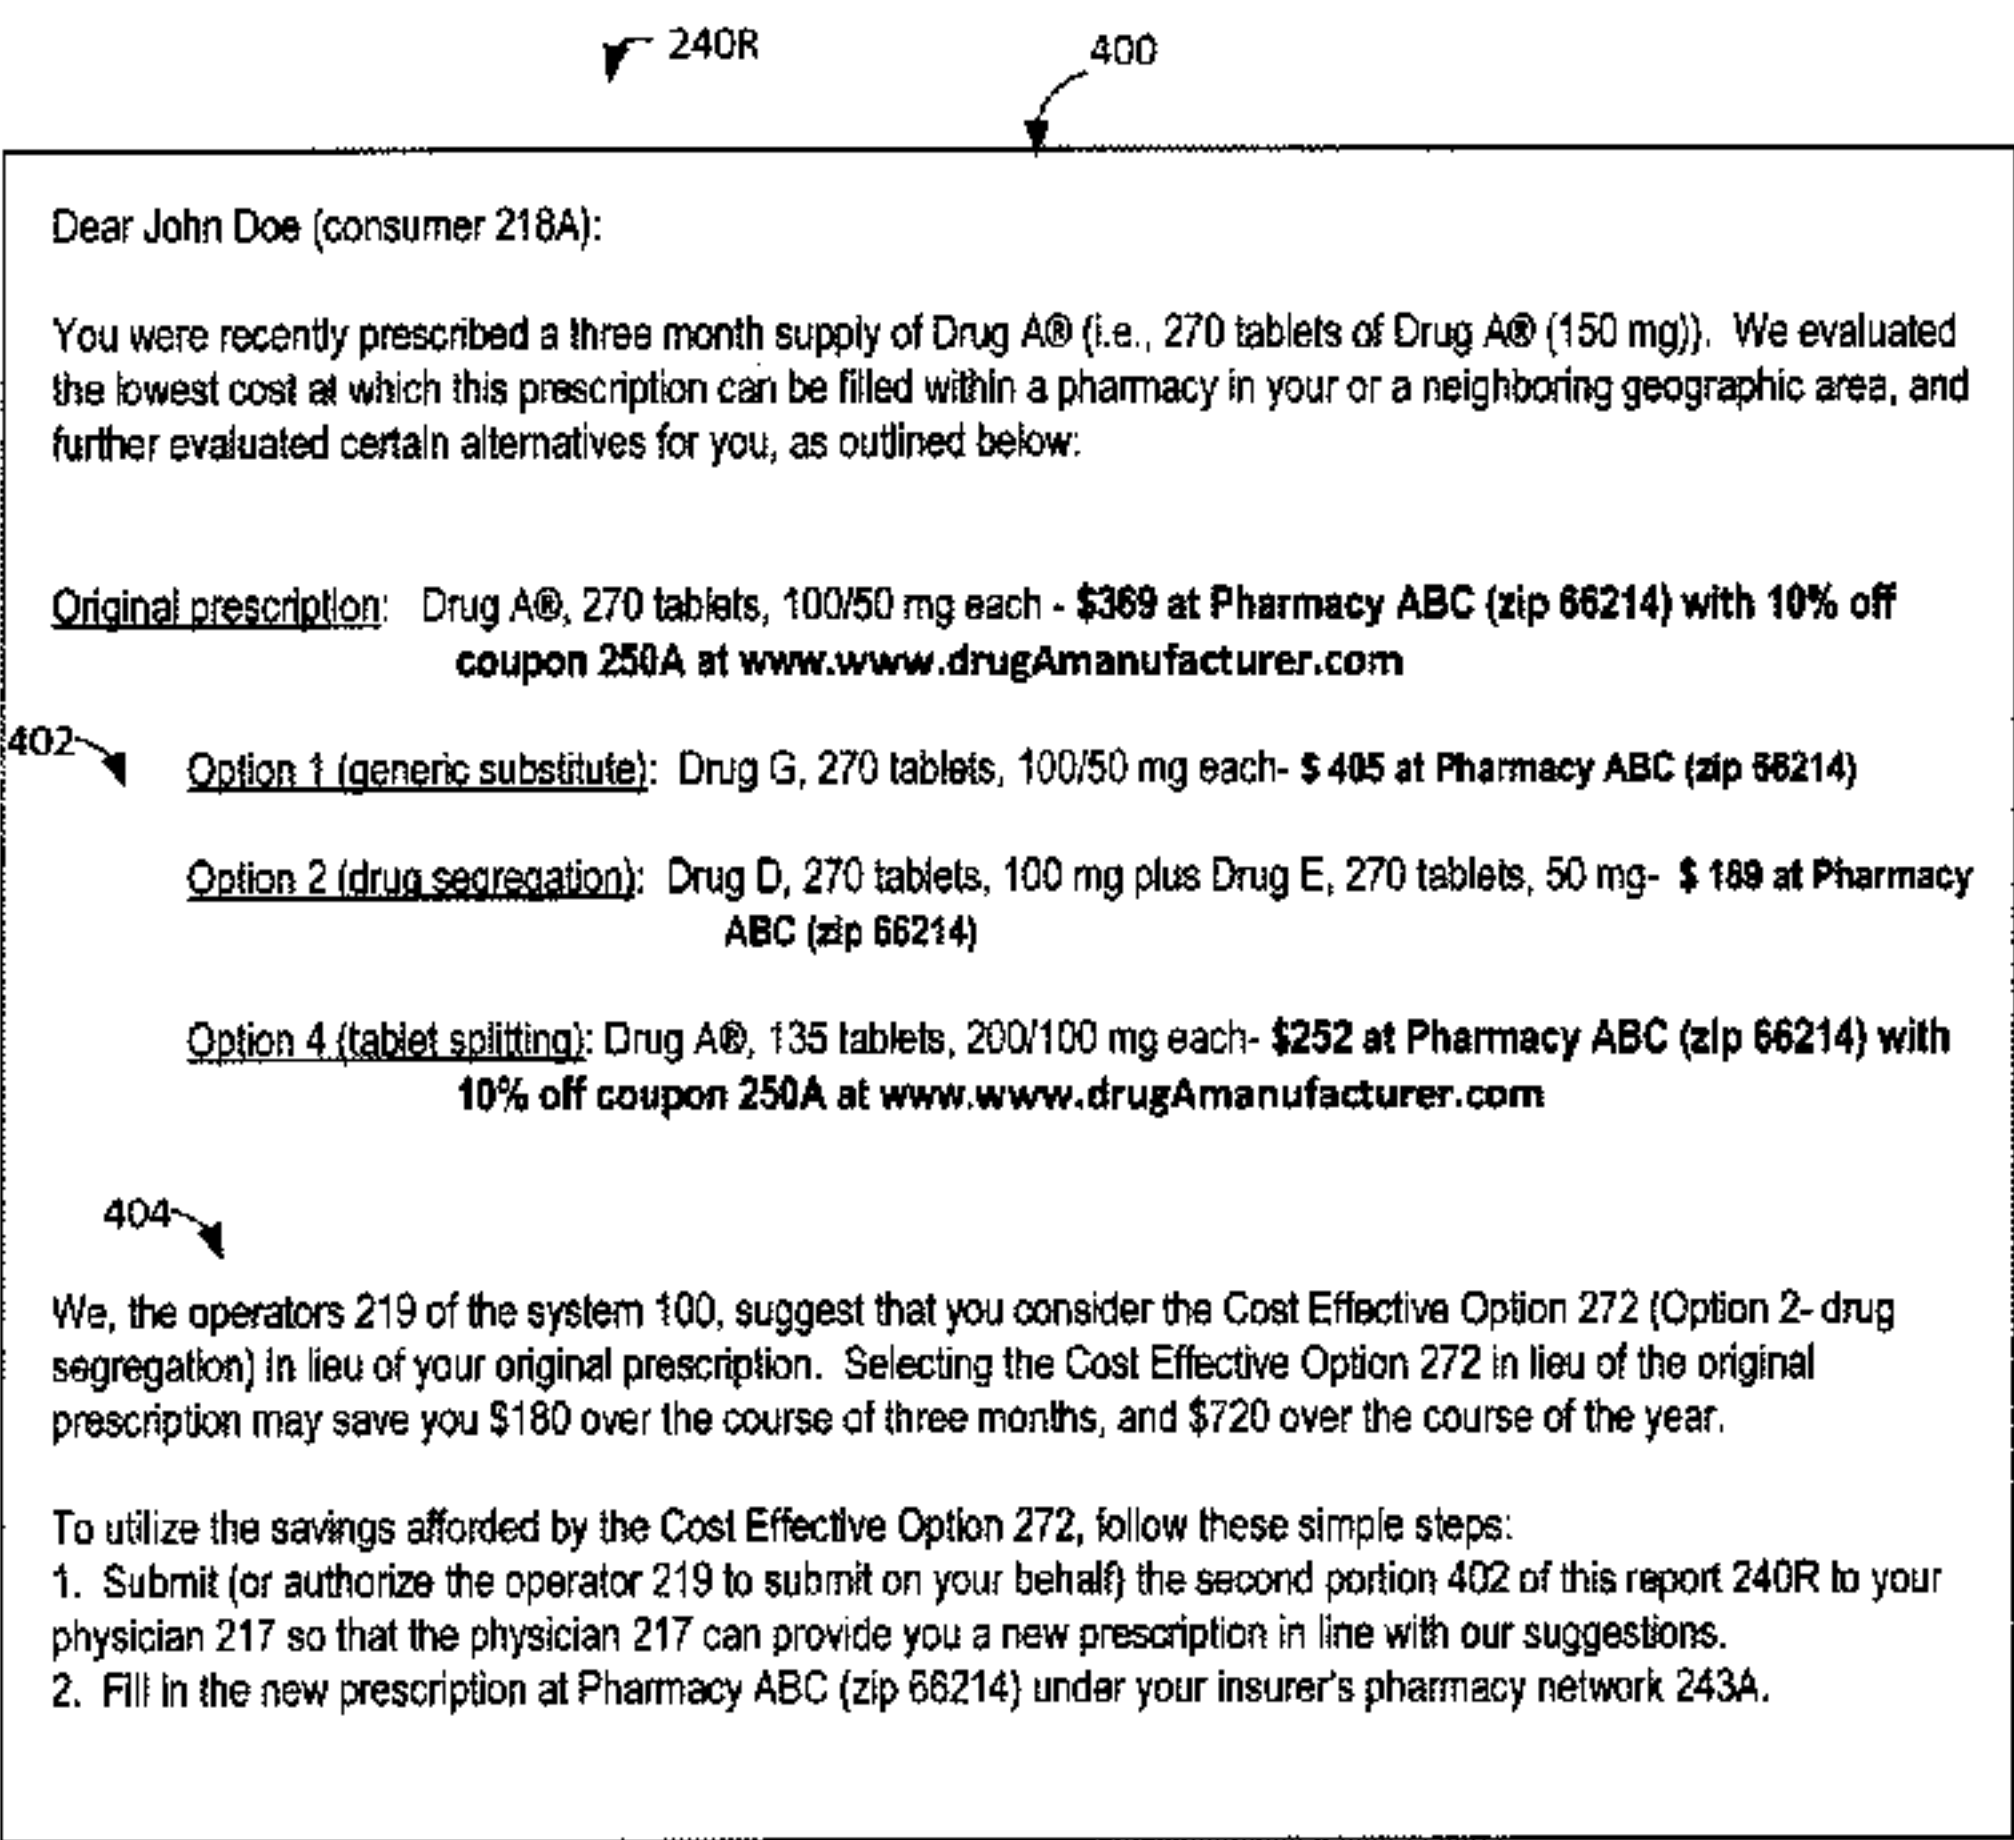 240R
400
Dear John Doe (consumer 218A):
You were recently prescribed a three month supply of Drug A® (i.e., 270 tablets of Drug A® (150 mg)). We evaluated
the lowest cost at which this prescription can be filled within a pharmacy in your or a neighboring geographic area, and
further evaluated certain alternatives for you, as outlined below:
Original prescription: Drug A®, 270 tablets, 100/50 mg each - $369 at Pharmacy ABC (zip 66214) with 10% off
coupon 250A at www.www.drugAmanufacturer.com
402
Option 1 (generic substitute): Drug G, 270 tablets, 100/50 mg each- $ 405 at Pharmacy ABC (zip 66214)
Option 2 (drug segregation): Drug D, 270 tablets, 100 mg plus Drug E, 270 tablets, 50 mg- $ 189 at Pharmacy
ABC (zip 66214)
Option 4 (tablet splitting): Drug A®, 135 tablets, 200/100 mg each- $252 at Pharmacy ABC (zip 66214) with
10% off coupon 250A at www.www.drugAmanufacturer.com
404
We, the operators 219 of the system 100, suggest that you consider the Cost Effective Option 272 (Option 2- drug
segregation) in lieu of your original prescription. Selecting the Cost Effective Option 272 in lieu of the original
prescription may save you $180 over the course of three months, and $720 over the course of the year.
To utilize the savings afforded by the Cost Effective Option 272, follow these simple steps:
1. Submit (or authorize the operator 219 to submit on your behalf) the second portion 402 of this report 240R to your
physician 217 so that the physician 217 can provide you a new prescription in line with our suggestions.
2. Fill in the new prescription at Pharmacy ABC (zip 66214) under your insurer's pharmacy network 243A.